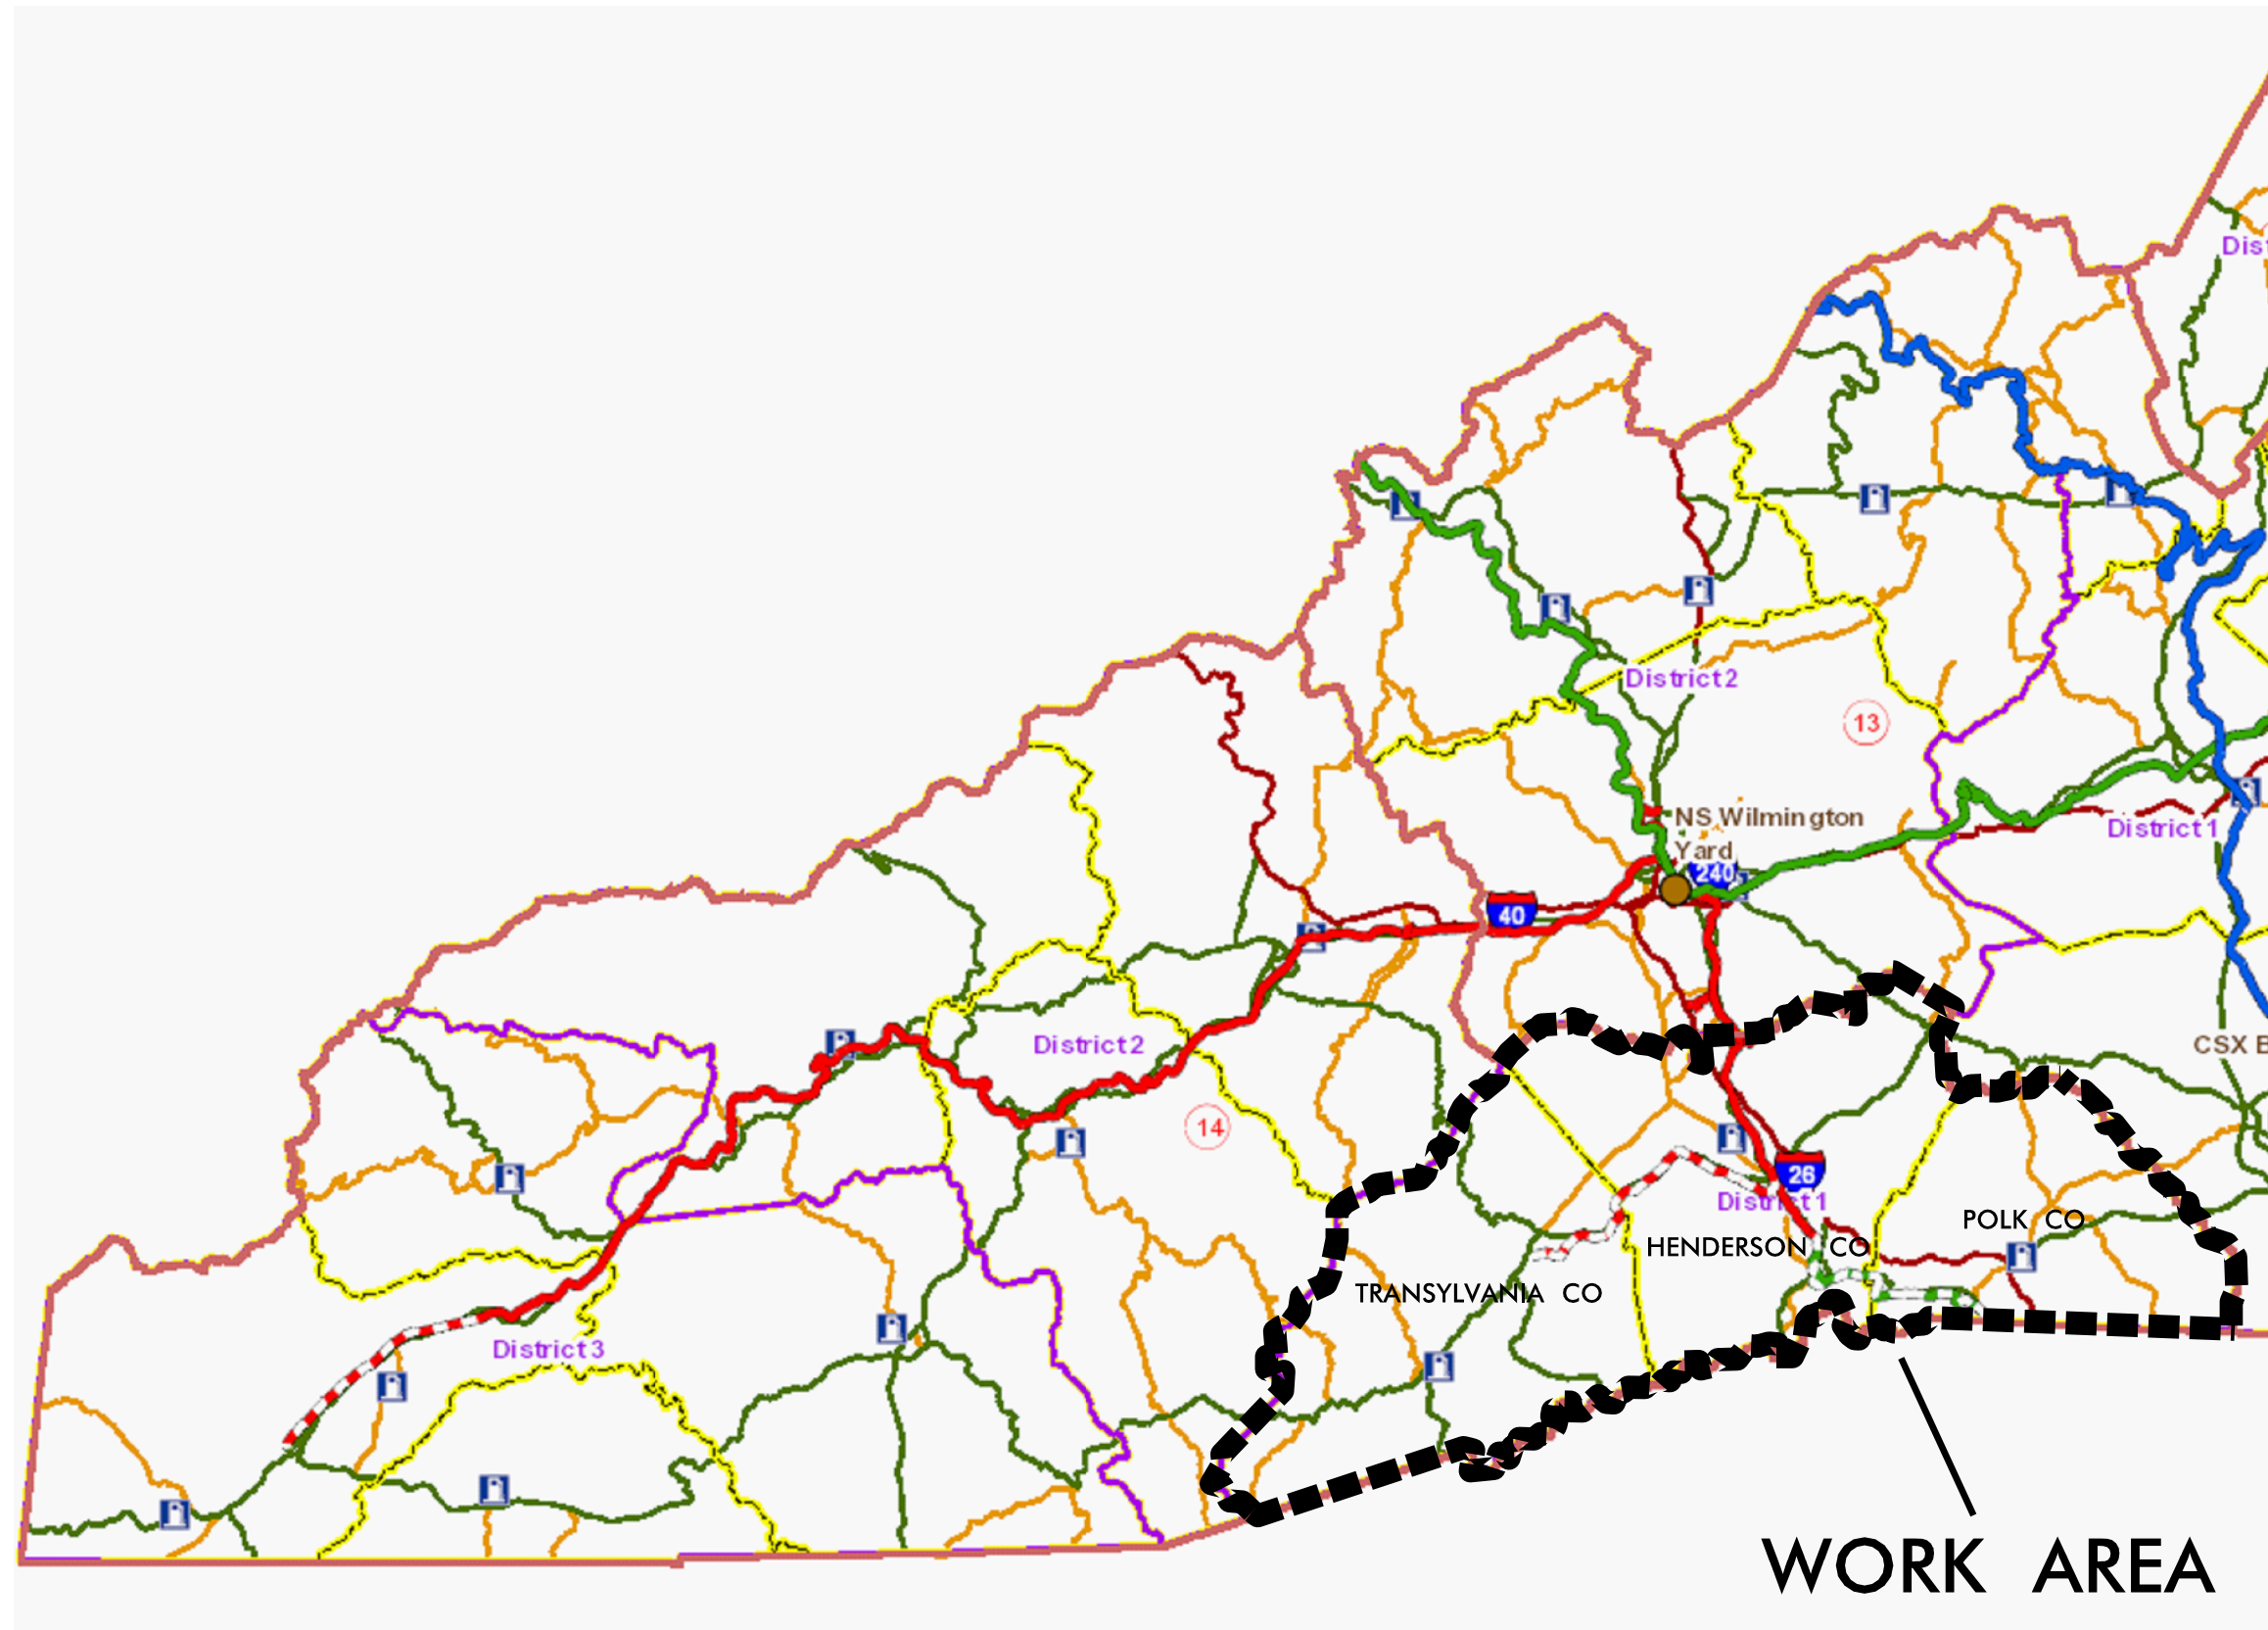 Dis
District 2
13
NS Wilmington
Yard
District 1
240
40
CSX B
District 2
14
26
District 1
POLK CO
HENDERSON CO
TRANSYLVANIA CO
District 3
WORK AREA